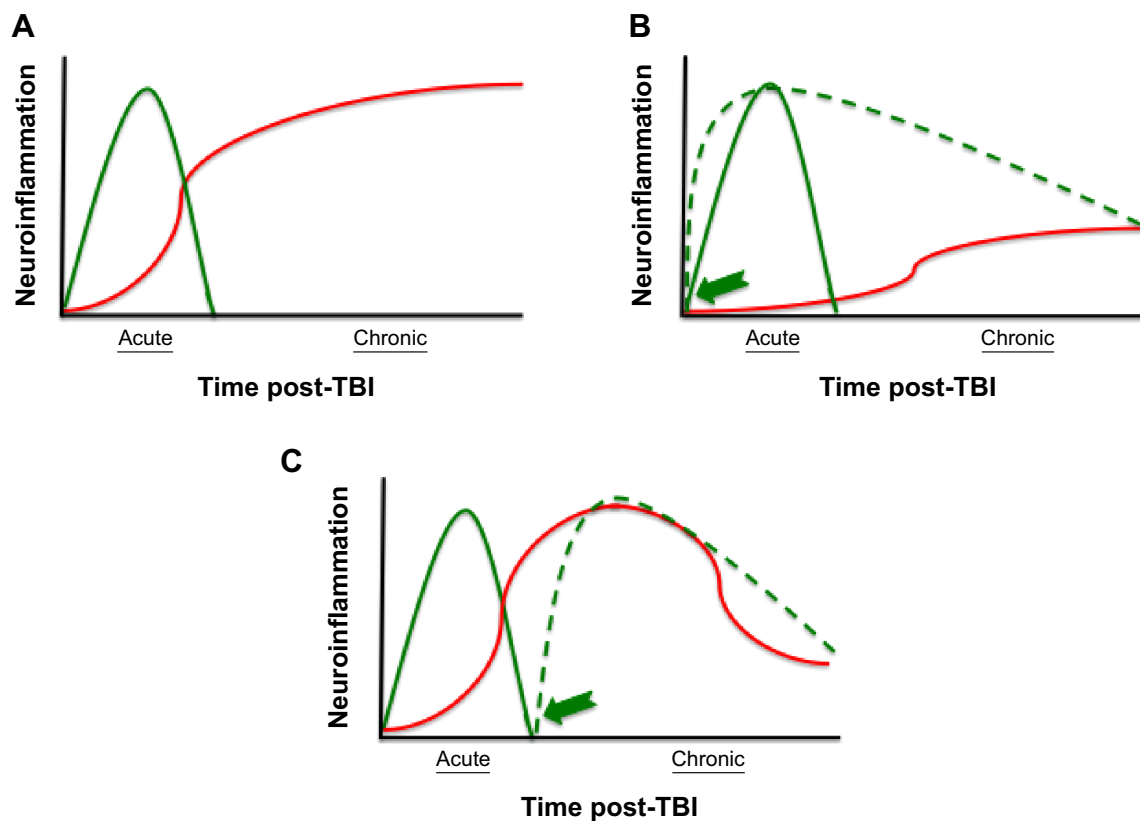 A
Neuroinflammation
Acute
Chronic
Time post-TBI
B
Neuroinflammation
Acute
Chronic
Time post-TBI
C
Neuroinflammation
Acute
Chronic
Time post-TBI